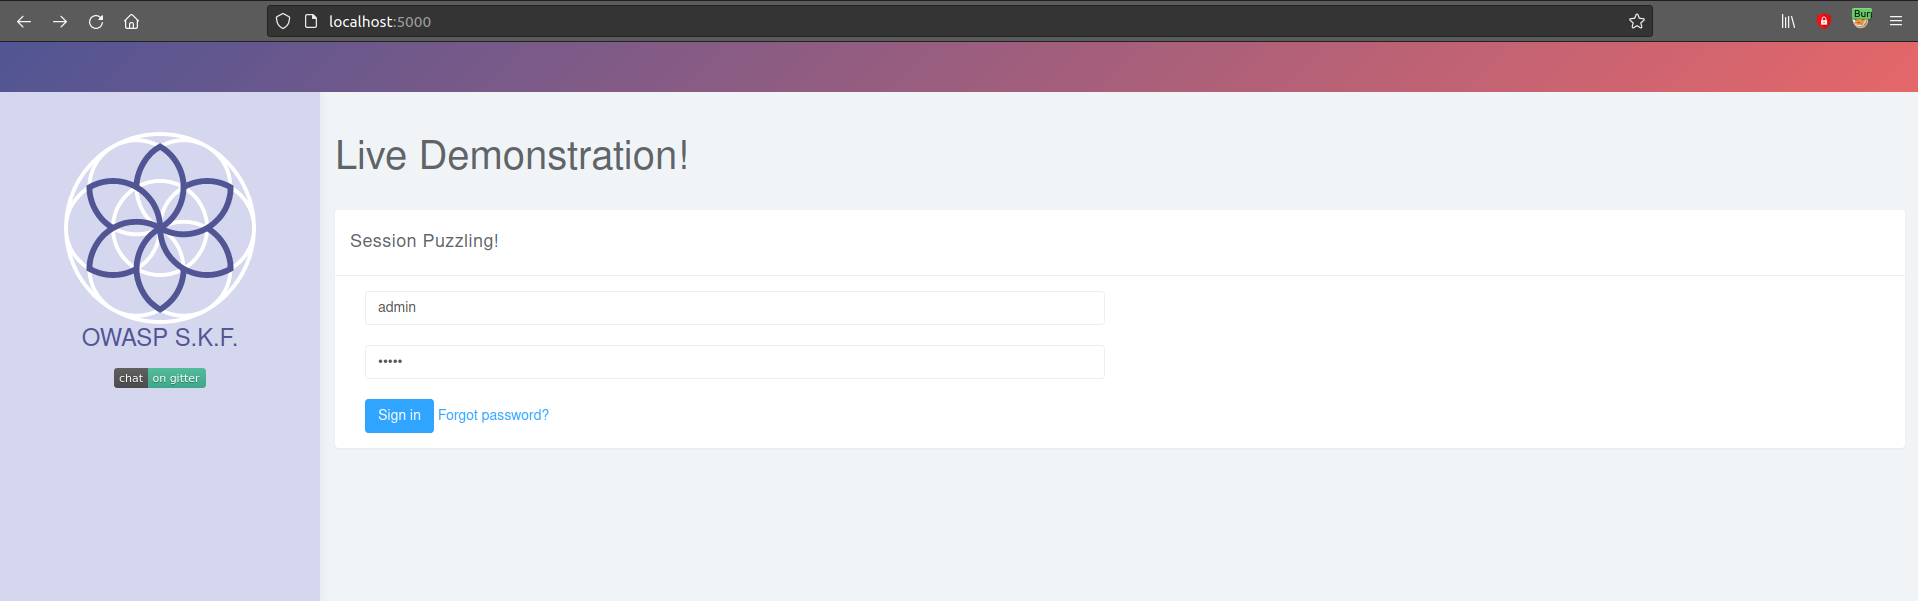 localhost:5000
Bur
Live Demonstration!
Session Puzzling!
admin
•••••
Sign in Forgot password?
OWASP S.K.F.
chat on gitter